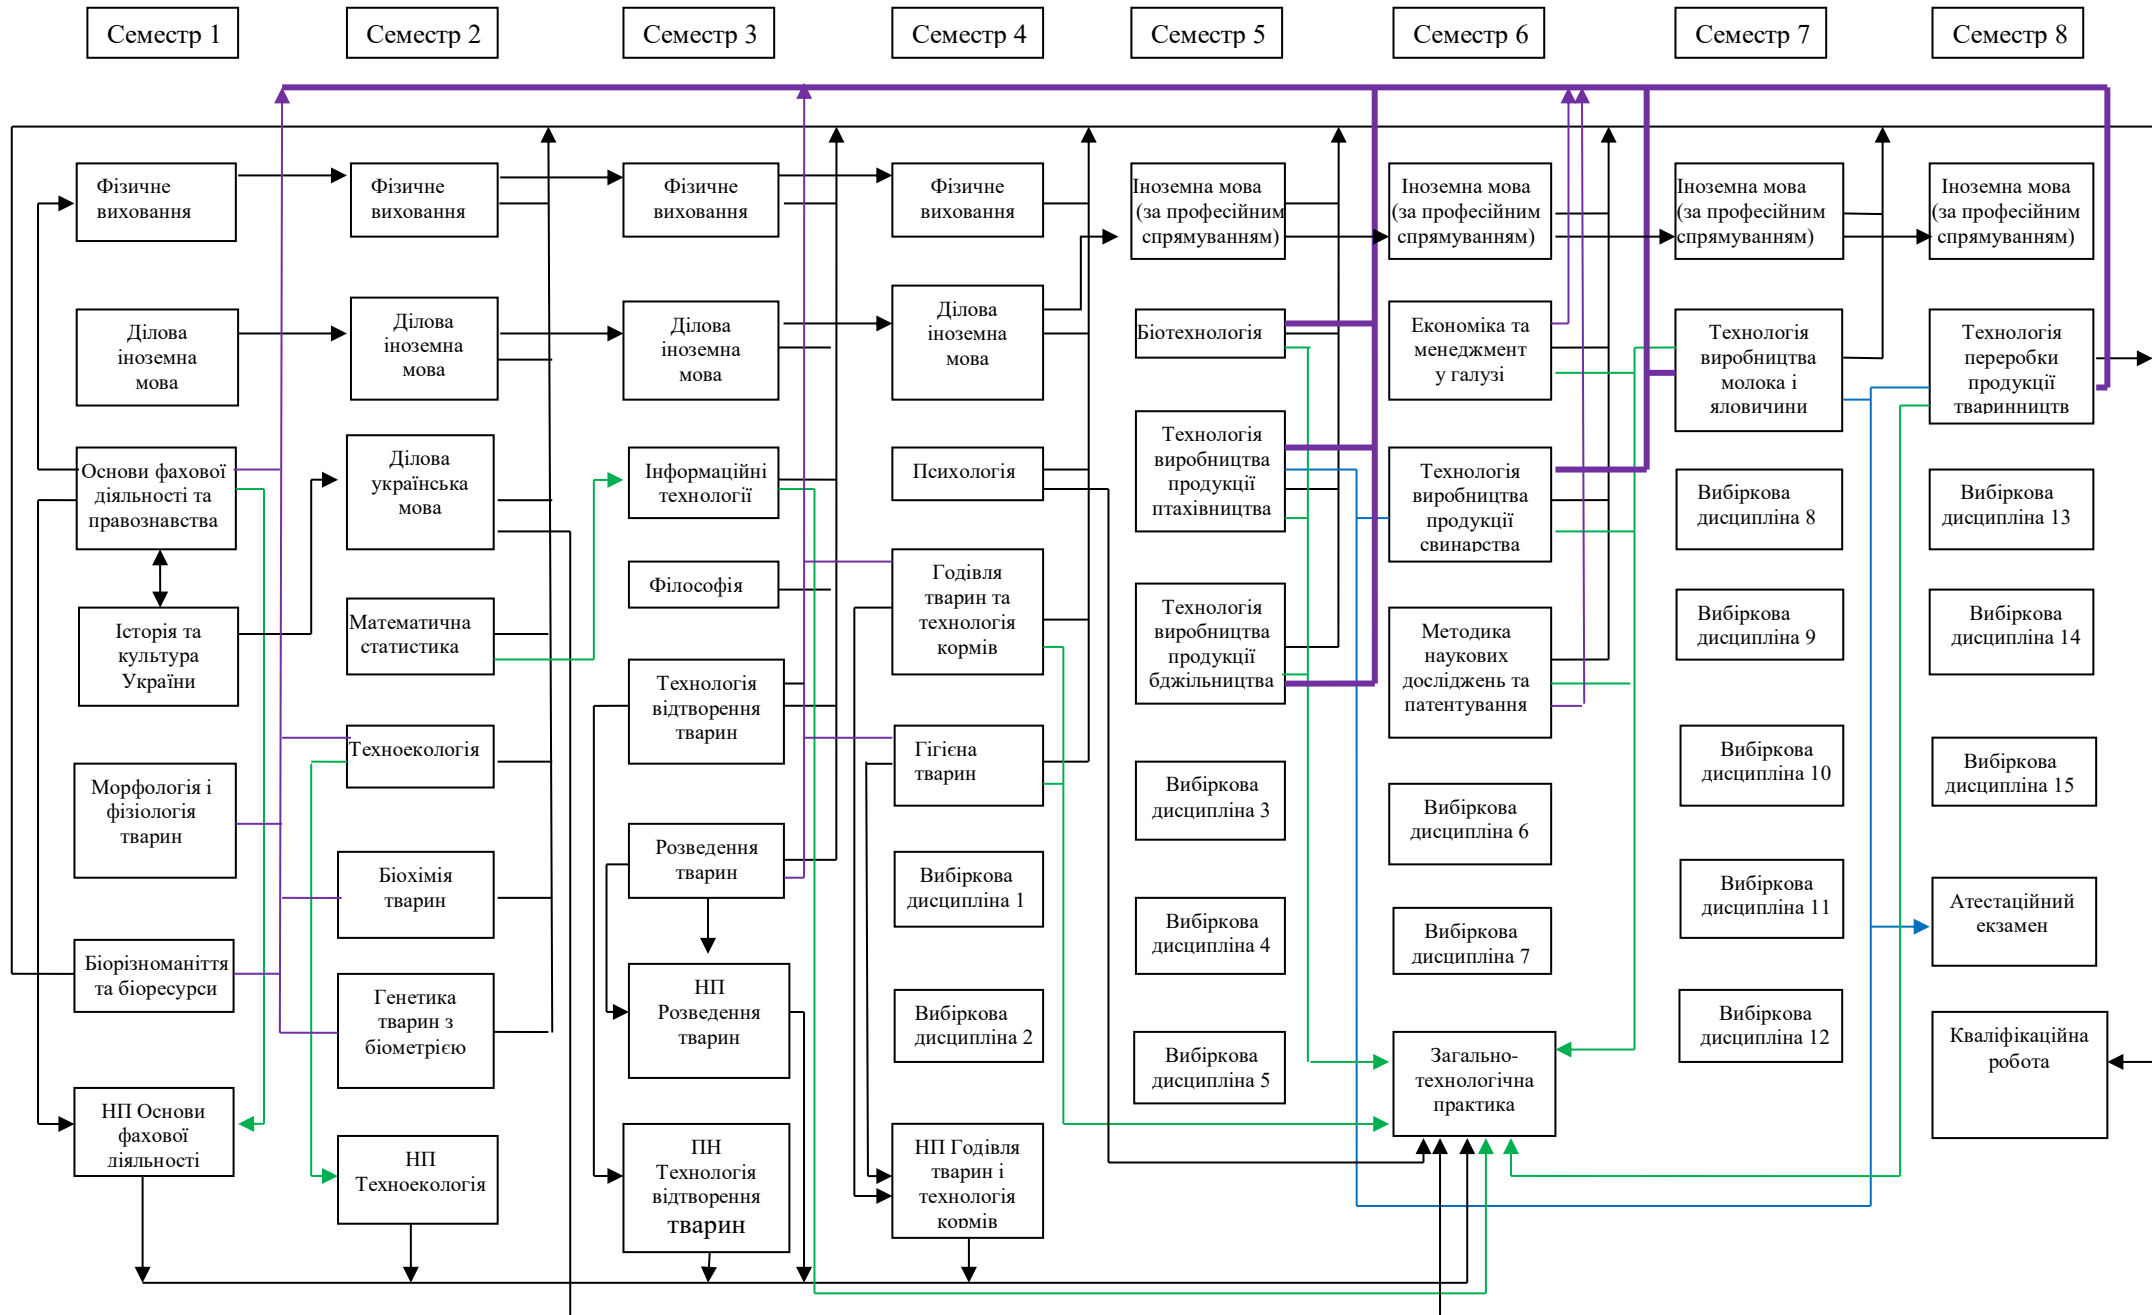 Семестр 1
Семестр 2
Семестр 3
Семестр 4
Семестр 5
Семестр 6
Семестр 7
Семестр 8
Фізичне
виховання
Ділова
іноземна
мова
Основи фахової
діяльності та
правознавства
Історія та
культура
України
Морфологія і
фізіологія
тварин
Біорізноманіття
та біоресурси
НП Основи
фахової
діяльності
Фізичне
виховання
Ділова
іноземна
мова
Ділова
українська
мова
Математична
статистика
Техноекологія
Біохімія
тварин
Генетика
тварин з
біометрією
НП
Техноекологія
Фізичне
виховання
Ділова
іноземна
мова
Інформаційні
технології
Філософія
Технологія
відтворення
тварин
Розведення
тварин
НП
Розведення
тварин
ПН
Технологія
відтворення
тварин
Фізичне
виховання
Ділова
іноземна
мова
Психологія
Годівля
тварин та
технологія
кормів
Гігієна
тварин
Вибіркова
дисципліна 1
Вибіркова
дисципліна 2
НП Годівля
тварин і
технологія
кормів
Іноземна мова
(за професійним
спрямуванням)
Біотехнологія
Технологія
виробництва
продукції
птахівництва
Технологія
виробництва
продукції
бджільництва
Вибіркова
дисципліна 3
Вибіркова
дисципліна 4
Вибіркова
дисципліна 5
Іноземна мова
(за професійним
спрямуванням)
Економіка та
менеджмент
у галузі
Технологія
виробництва
продукції
свинарства
Методика
наукових
досліджень та
патентування
Вибіркова
дисципліна 6
Вибіркова
дисципліна 7
Загально-
технологічна
практика
Іноземна мова
(за професійним
спрямуванням)
Технологія
виробництва
молока і
яловичини
Вибіркова
дисципліна 8
Вибіркова
дисципліна 9
Вибіркова
дисципліна 10
Вибіркова
дисципліна 11
Вибіркова
дисципліна 12
Іноземна мова
(за професійним
спрямуванням)
Технологія
переробки
продукції
тваринництв
Вибіркова
дисципліна 13
Вибіркова
дисципліна 14
Вибіркова
дисципліна 15
Атестаційний
екзамен
Кваліфікаційна
робота